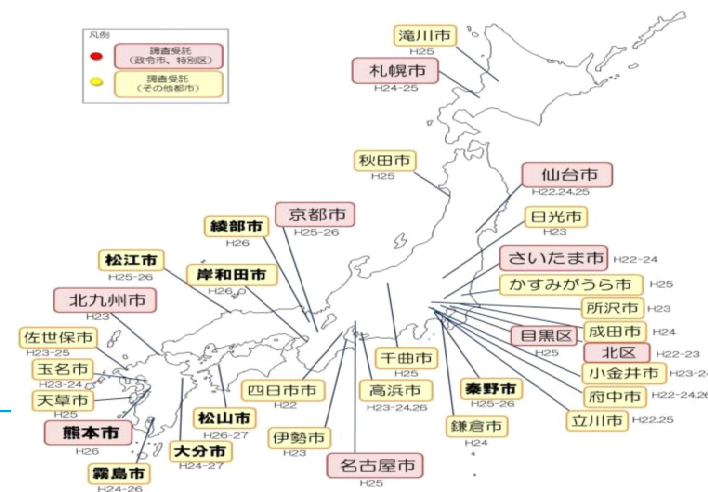 凡例
調査受託
(政令市、特別区)
調査受託
(その他都市)
滝川市
H25
札幌市
H24-25
秋田市
H25
仙台市
H22,24,25
京都市
H25-26
日光市
H23
綾部市
H26
さいたま市 H22-24
松江市
H25-26
岸和田市
H26
かすみがうら市 H25
北九州市
H23
所沢市 H23
佐世保市
H23-25
目黒区
H25
成田市 H24
北区 H22-23
玉名市
H23-24
千曲市
H25
小金井市 H23-24
天草市
H25
四日市市
H22
高浜市
H23-24,26
秦野市
H25-26
府中市 H22-24,26
熊本市
H26
松山市
H26-27
鎌倉市
H24
立川市 H22,25
大分市
H24-27
伊勢市
H23
霧島市
H24-26
名古屋市
H25